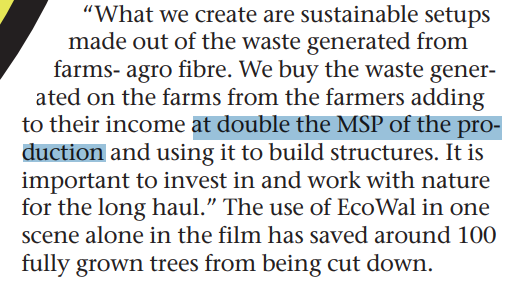 “What we create are sustainable setups
made out of the waste generated from
farms- agro fibre. We buy the waste gener-
ated on the farms from the farmers adding
to their income at double the MSP of the pro-
duction and using it to build structures. It is
important to invest in and work with nature
for the long haul.” The use of EcoWal in one
scene alone in the film has saved around 100
fully grown trees from being cut down.